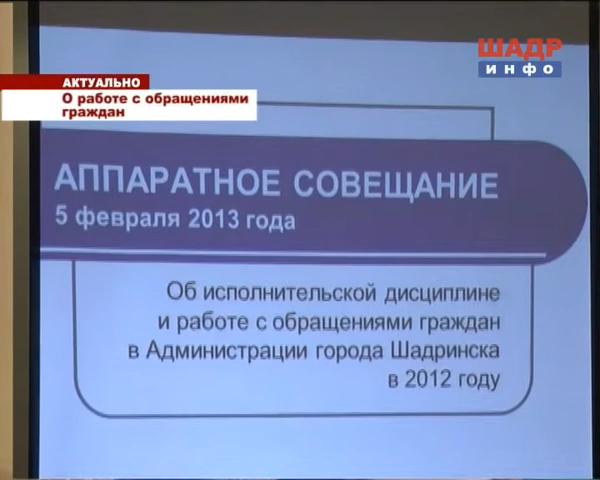 ШАДР
инфо
АКТУАЛЬНО
О работе с обращениями
граждан
АППАРАТНОЕ СОВЕЩАНИЕ
5 февраля 2013 года
Об исполнительской дисциплине
и работе с обращениями граждан
в Администрации города Шадринска
в 2012 году